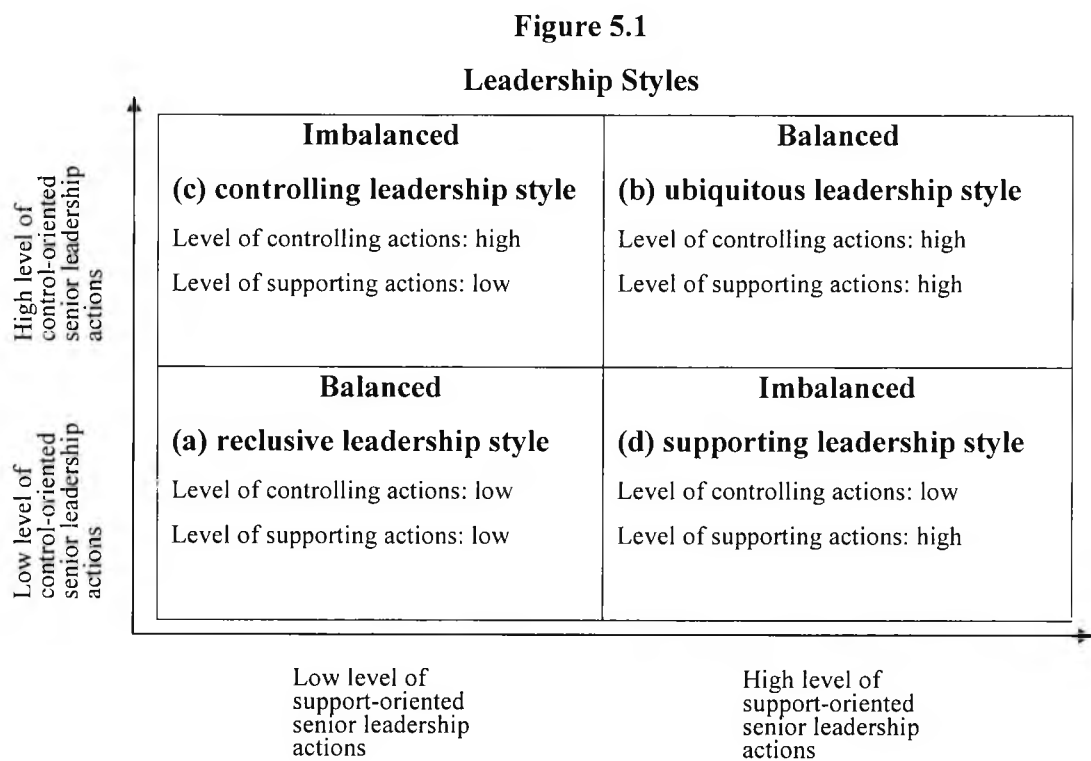 Figure 5.1
Leadership Styles
High level of
control-oriented
senior leadership
actions
Imbalanced
(c) controlling leadership style
Level of controlling actions: high
Level of supporting actions: low
Balanced
(b) ubiquitous leadership style
Level of controlling actions: high
Level of supporting actions: high
Low level of
control-oriented
senior leadership
actions
Balanced
(a) reclusive leadership style
Level of controlling actions: low
Level of supporting actions: low
Imbalanced
(d) supporting leadership style
Level of controlling actions: low
Level of supporting actions: high
Low level of
support-oriented
senior leadership
actions
High level of
support-oriented
senior leadership
actions